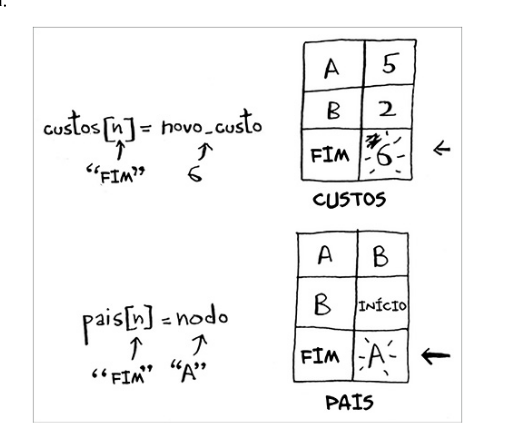 A 5
B 2
custos[n] = novo_custo
FIM 6
"FIM" 6
CUSTOS
A B
B INÍCIO
pais[n] = nodo
FIM A
"FIM" "A"
PAIS